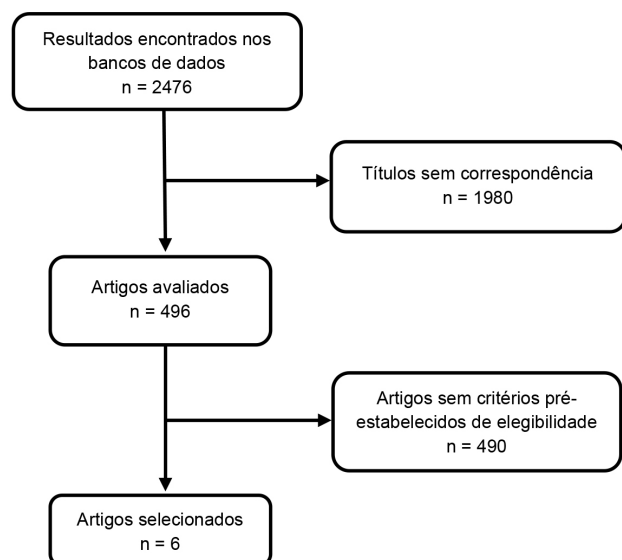 Resultados encontrados nos
bancos de dados
n = 2476
Títulos sem correspondência
n = 1980
Artigos avaliados
n = 496
Artigos sem critérios pré-
estabelecidos de elegibilidade
n = 490
Artigos selecionados
n = 6